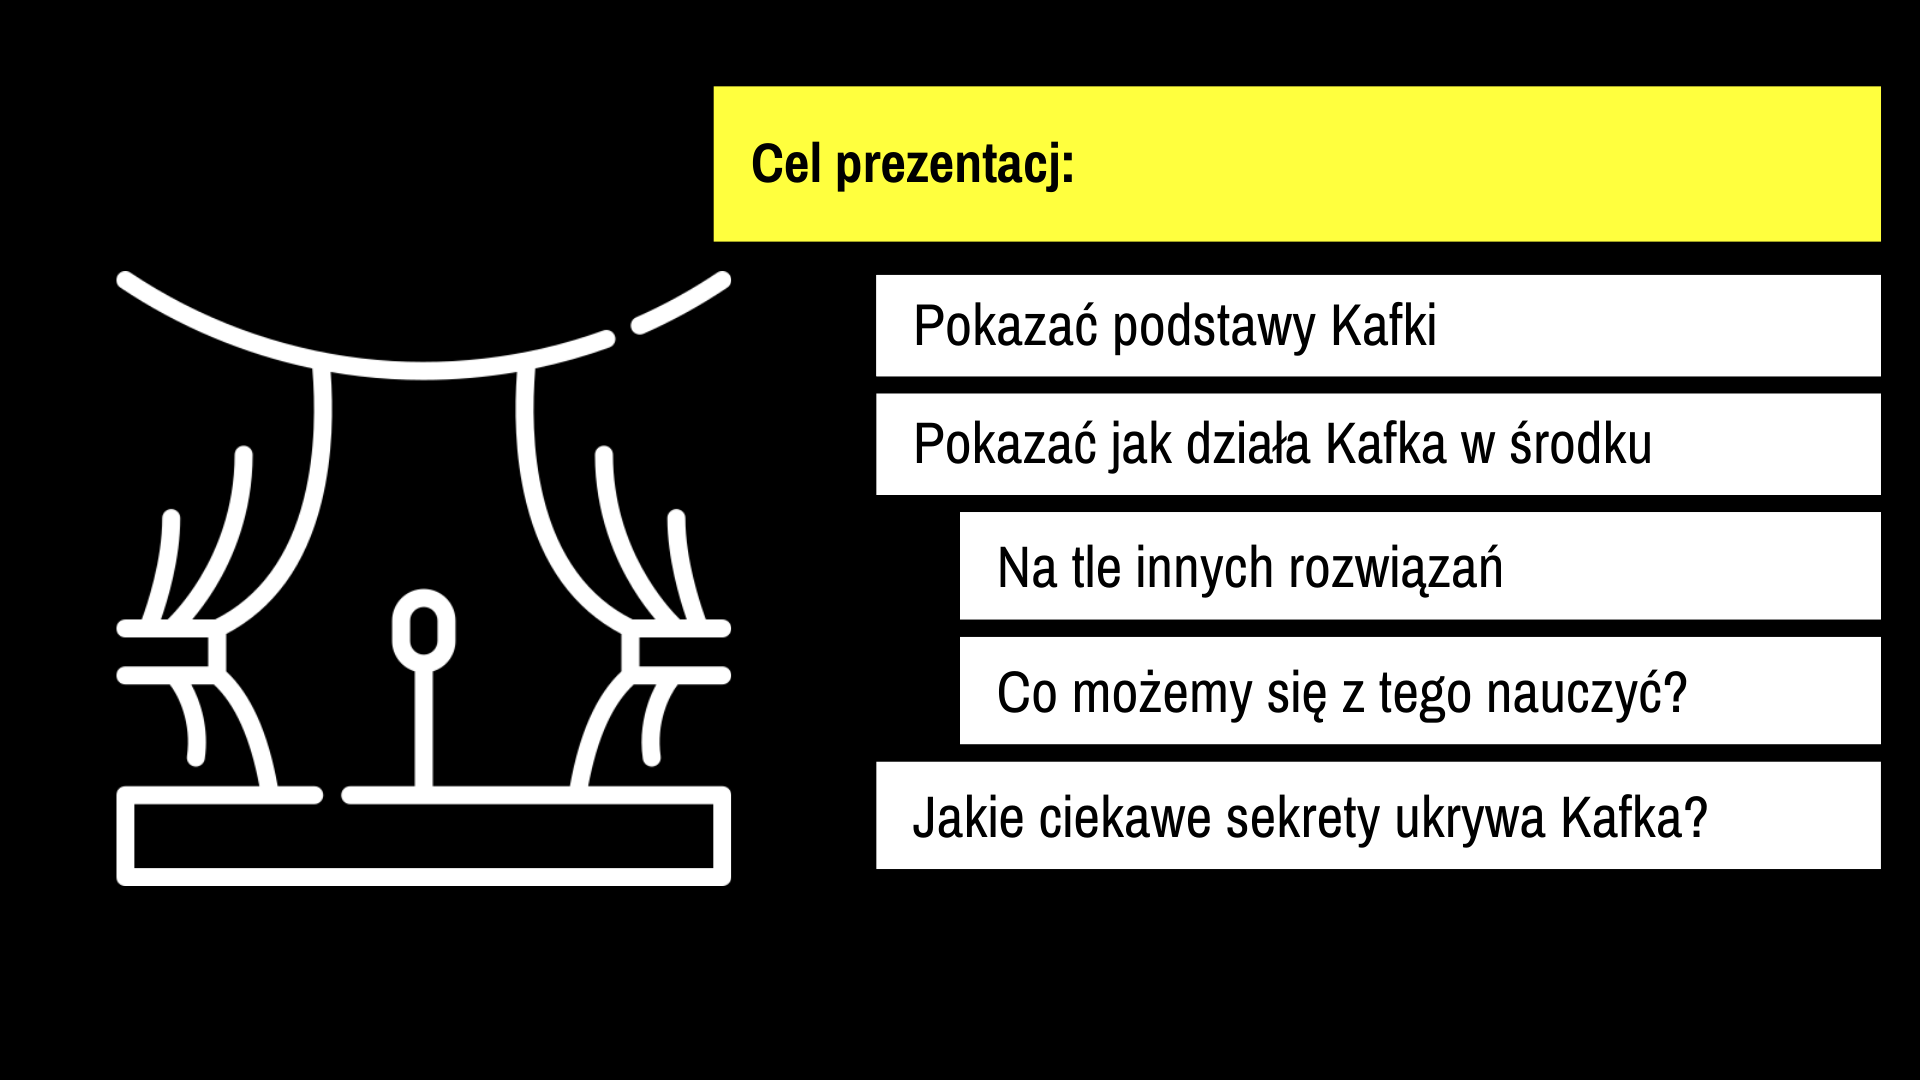 Cel prezentacj:
Pokazać podstawy Kafki
Pokazać jak działa Kafka w środku
Na tle innych rozwiązań
Co możemy się z tego nauczyć?
Jakie ciekawe sekrety ukrywa Kafka?